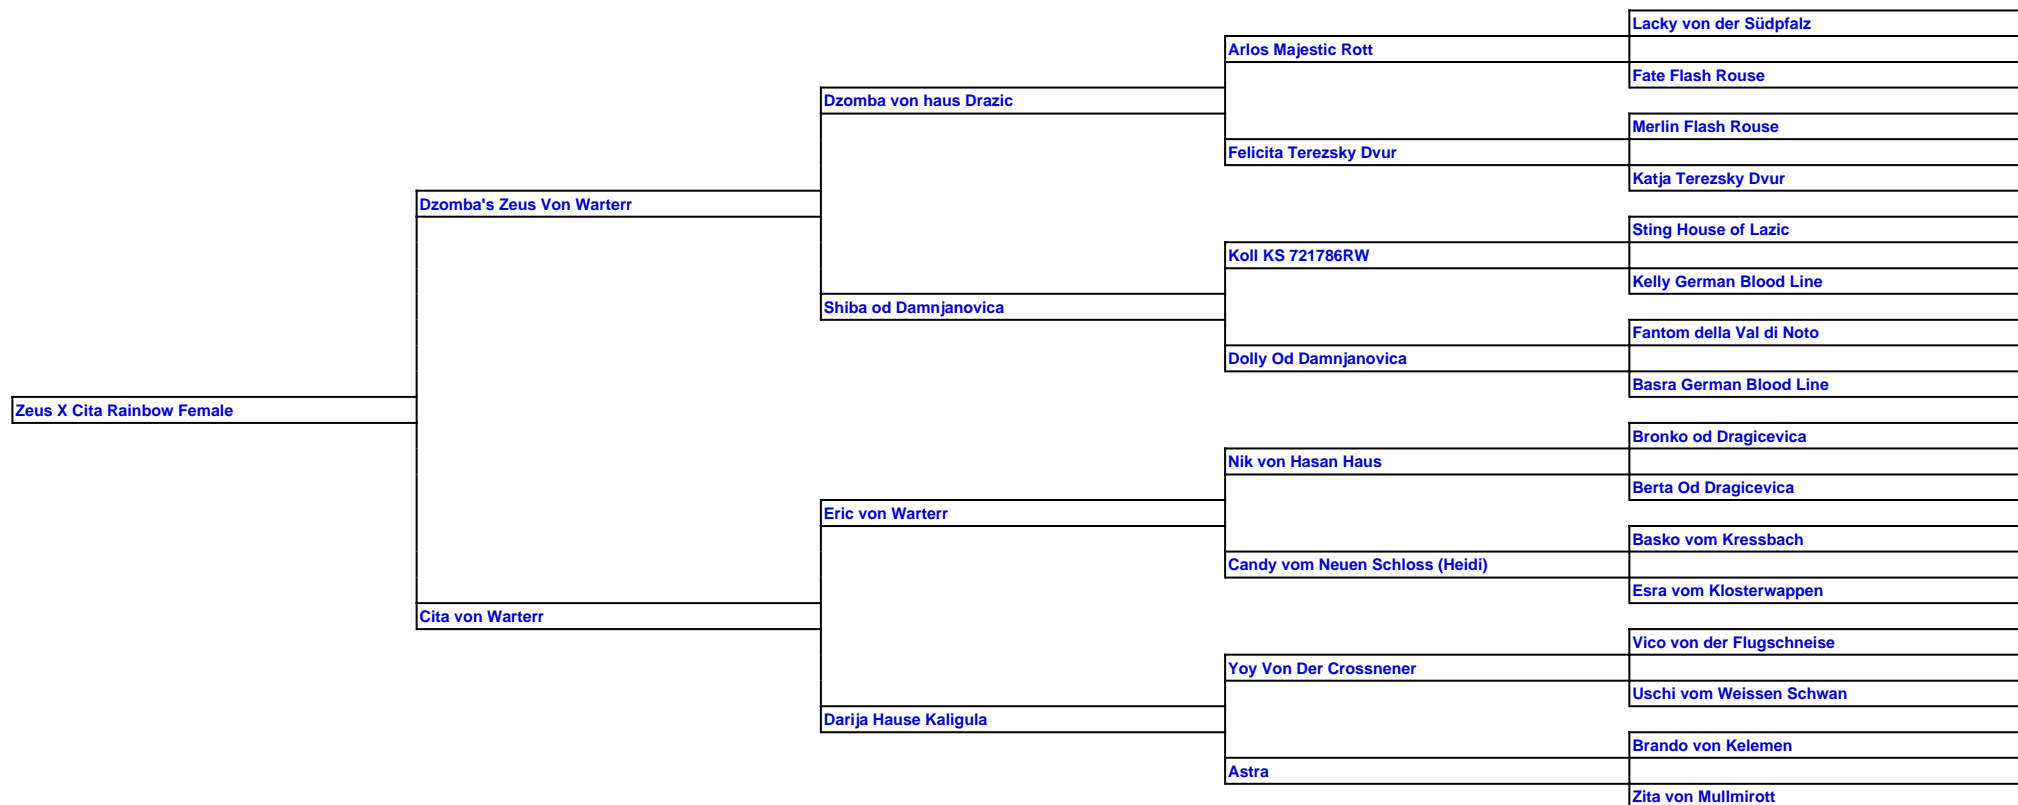 Lacky von der Südpfalz
Arlos Majestic Rott
Fate Flash Rouse
Dzomba von haus Drazic
Merlin Flash Rouse
Felicita Terezsky Dvur
Katja Terezsky Dvur
Dzomba's Zeus Von Warterr
Sting House of Lazic
Koll KS 721786RW
Kelly German Blood Line
Shiba od Damnjanovica
Fantom della Val di Noto
Dolly Od Damnjanovica
Basra German Blood Line
Zeus X Cita Rainbow Female
Bronko od Dragicevica
Nik von Hasan Haus
Berta Od Dragicevica
Eric von Warterr
Basko vom Kressbach
Candy vom Neuen Schloss (Heidi)
Esra vom Klosterwappen
Cita von Warterr
Vico von der Flugschneise
Yoy Von Der Crossnener
Uschi vom Weissen Schwan
Darija Hause Kaligula
Brando von Kelemen
Astra
Zita von Mullmirott